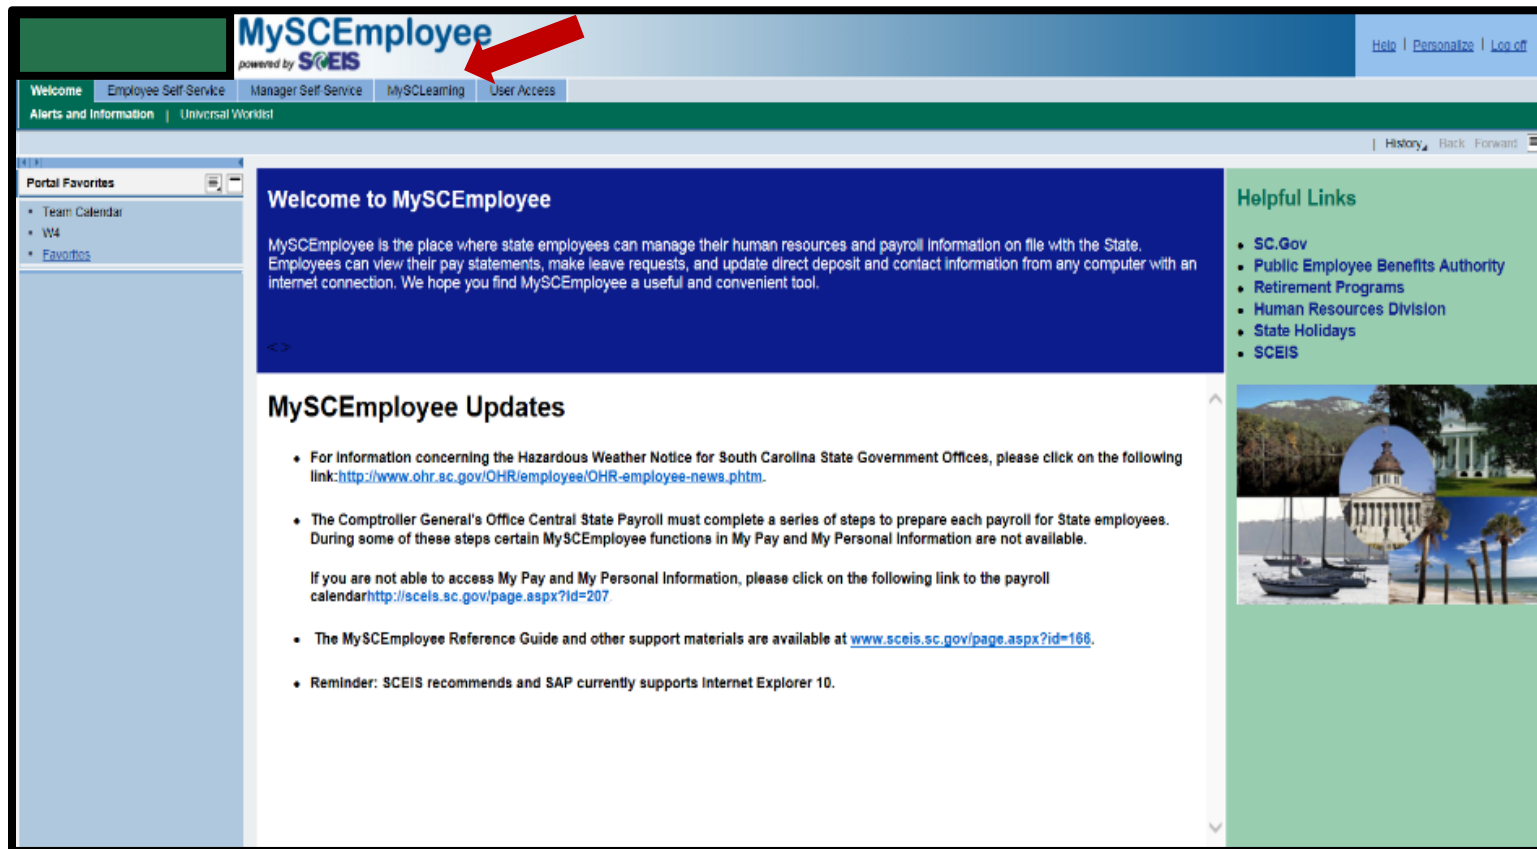 MySCEmployee
powered by SCEIS
Help | Personalize | Log off
Welcome Employee Self-Service Manager Self-Service MySCLearning User Access
Alerts and Information | Universal Worklist
| History Back Forward
Portal Favorites
• Team Calendar
• W4
• Favorites
Welcome to MySCEmployee
MySCEmployee is the place where state employees can manage their human resources and payroll information on file with the State.
Employees can view their pay statements, make leave requests, and update direct deposit and contact information from any computer with an
internet connection. We hope you find MySCEmployee a useful and convenient tool.
<>
MySCEmployee Updates
• For information concerning the Hazardous Weather Notice for South Carolina State Government Offices, please click on the following
link:http://www.ohr.sc.gov/OHR/employee/OHR-employee-news.phtm.
• The Comptroller General's Office Central State Payroll must complete a series of steps to prepare each payroll for State employees.
During some of these steps certain MySCEmployee functions in My Pay and My Personal Information are not available.
If you are not able to access My Pay and My Personal Information, please click on the following link to the payroll
calendarhttp://sceis.sc.gov/page.aspx?id=207.
• The MySCEmployee Reference Guide and other support materials are available at www.sceis.sc.gov/page.aspx?id=166.
• Reminder: SCEIS recommends and SAP currently supports Internet Explorer 10.
Helpful Links
• SC.Gov
• Public Employee Benefits Authority
• Retirement Programs
• Human Resources Division
• State Holidays
• SCEIS